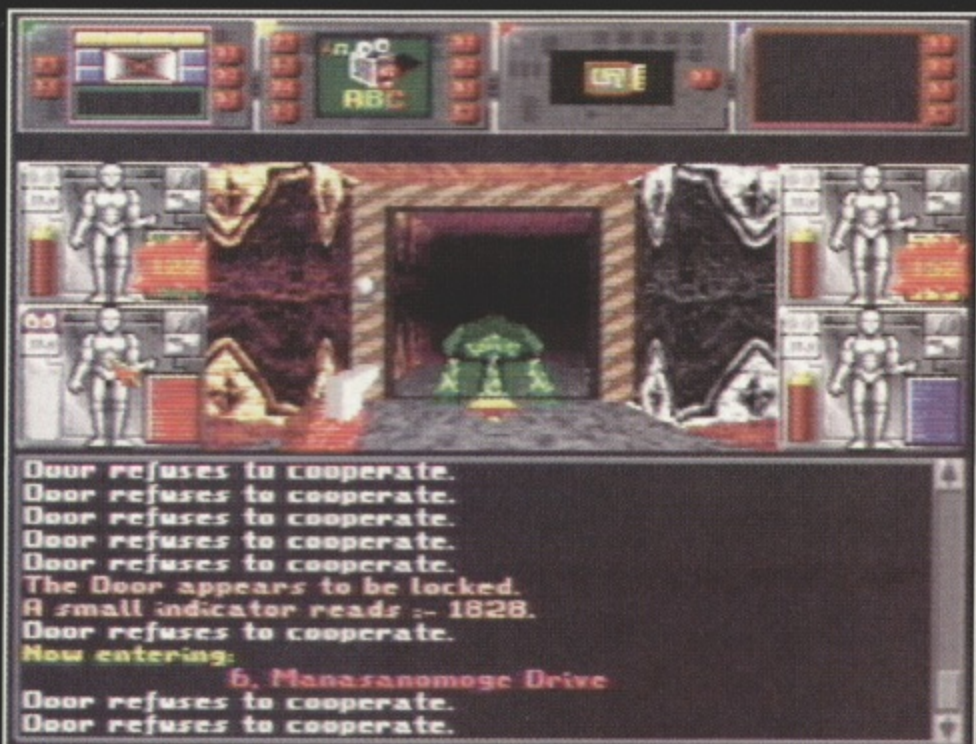 ABC
Door refuses to cooperate.
Door refuses to cooperate.
Door refuses to cooperate.
Door refuses to cooperate.
Door refuses to cooperate.
The Door appears to be locked.
A small indicator reads :- 1828.
Door refuses to cooperate.
Now entering:
6, Manasanomoge Drive
Door refuses to cooperate.
Door refuses to cooperate.